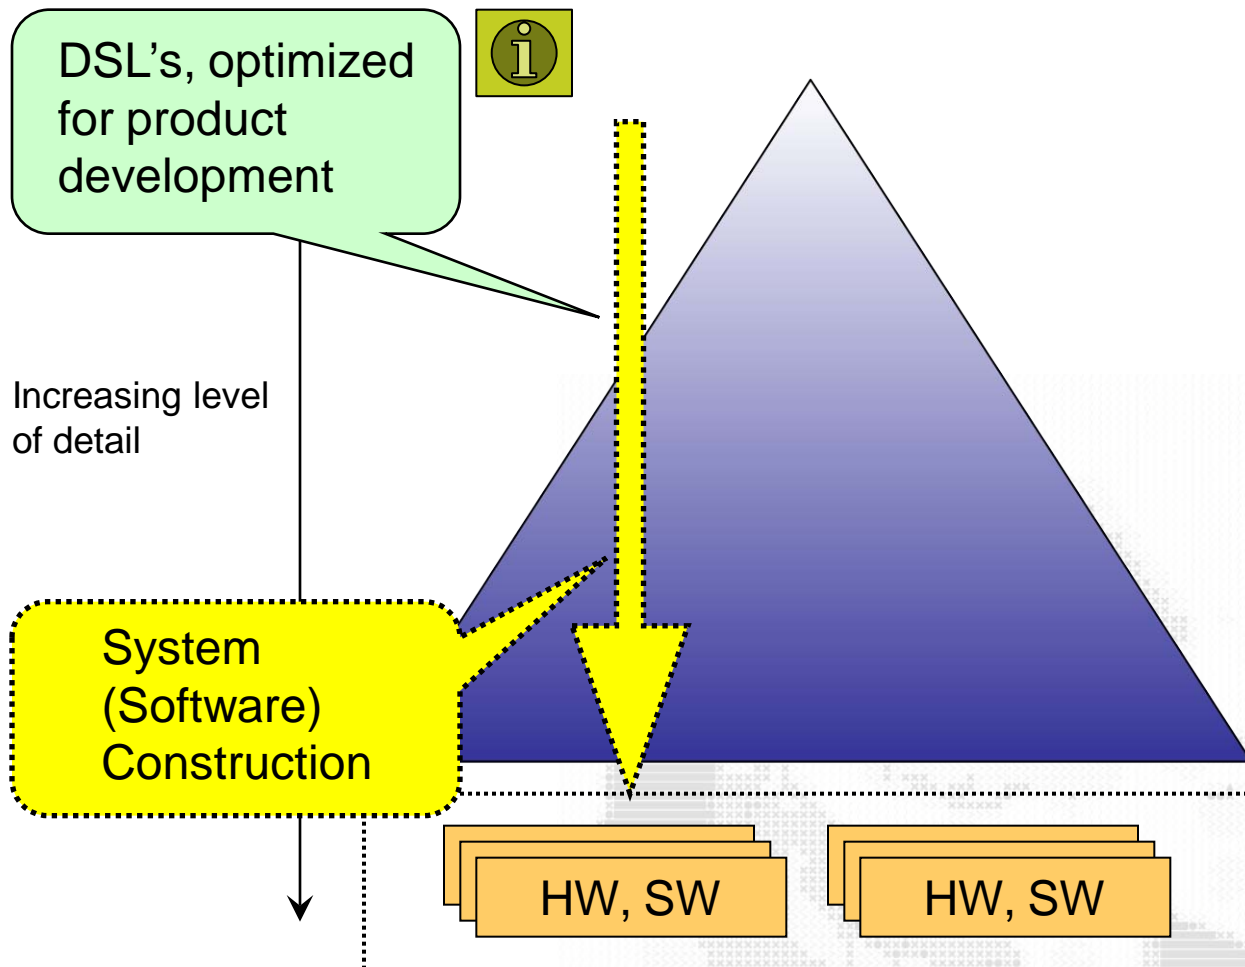 DSL’s, optimized
for product
development
Increasing level
of detail
System
(Software)
Construction
HW, SW
HW, SW